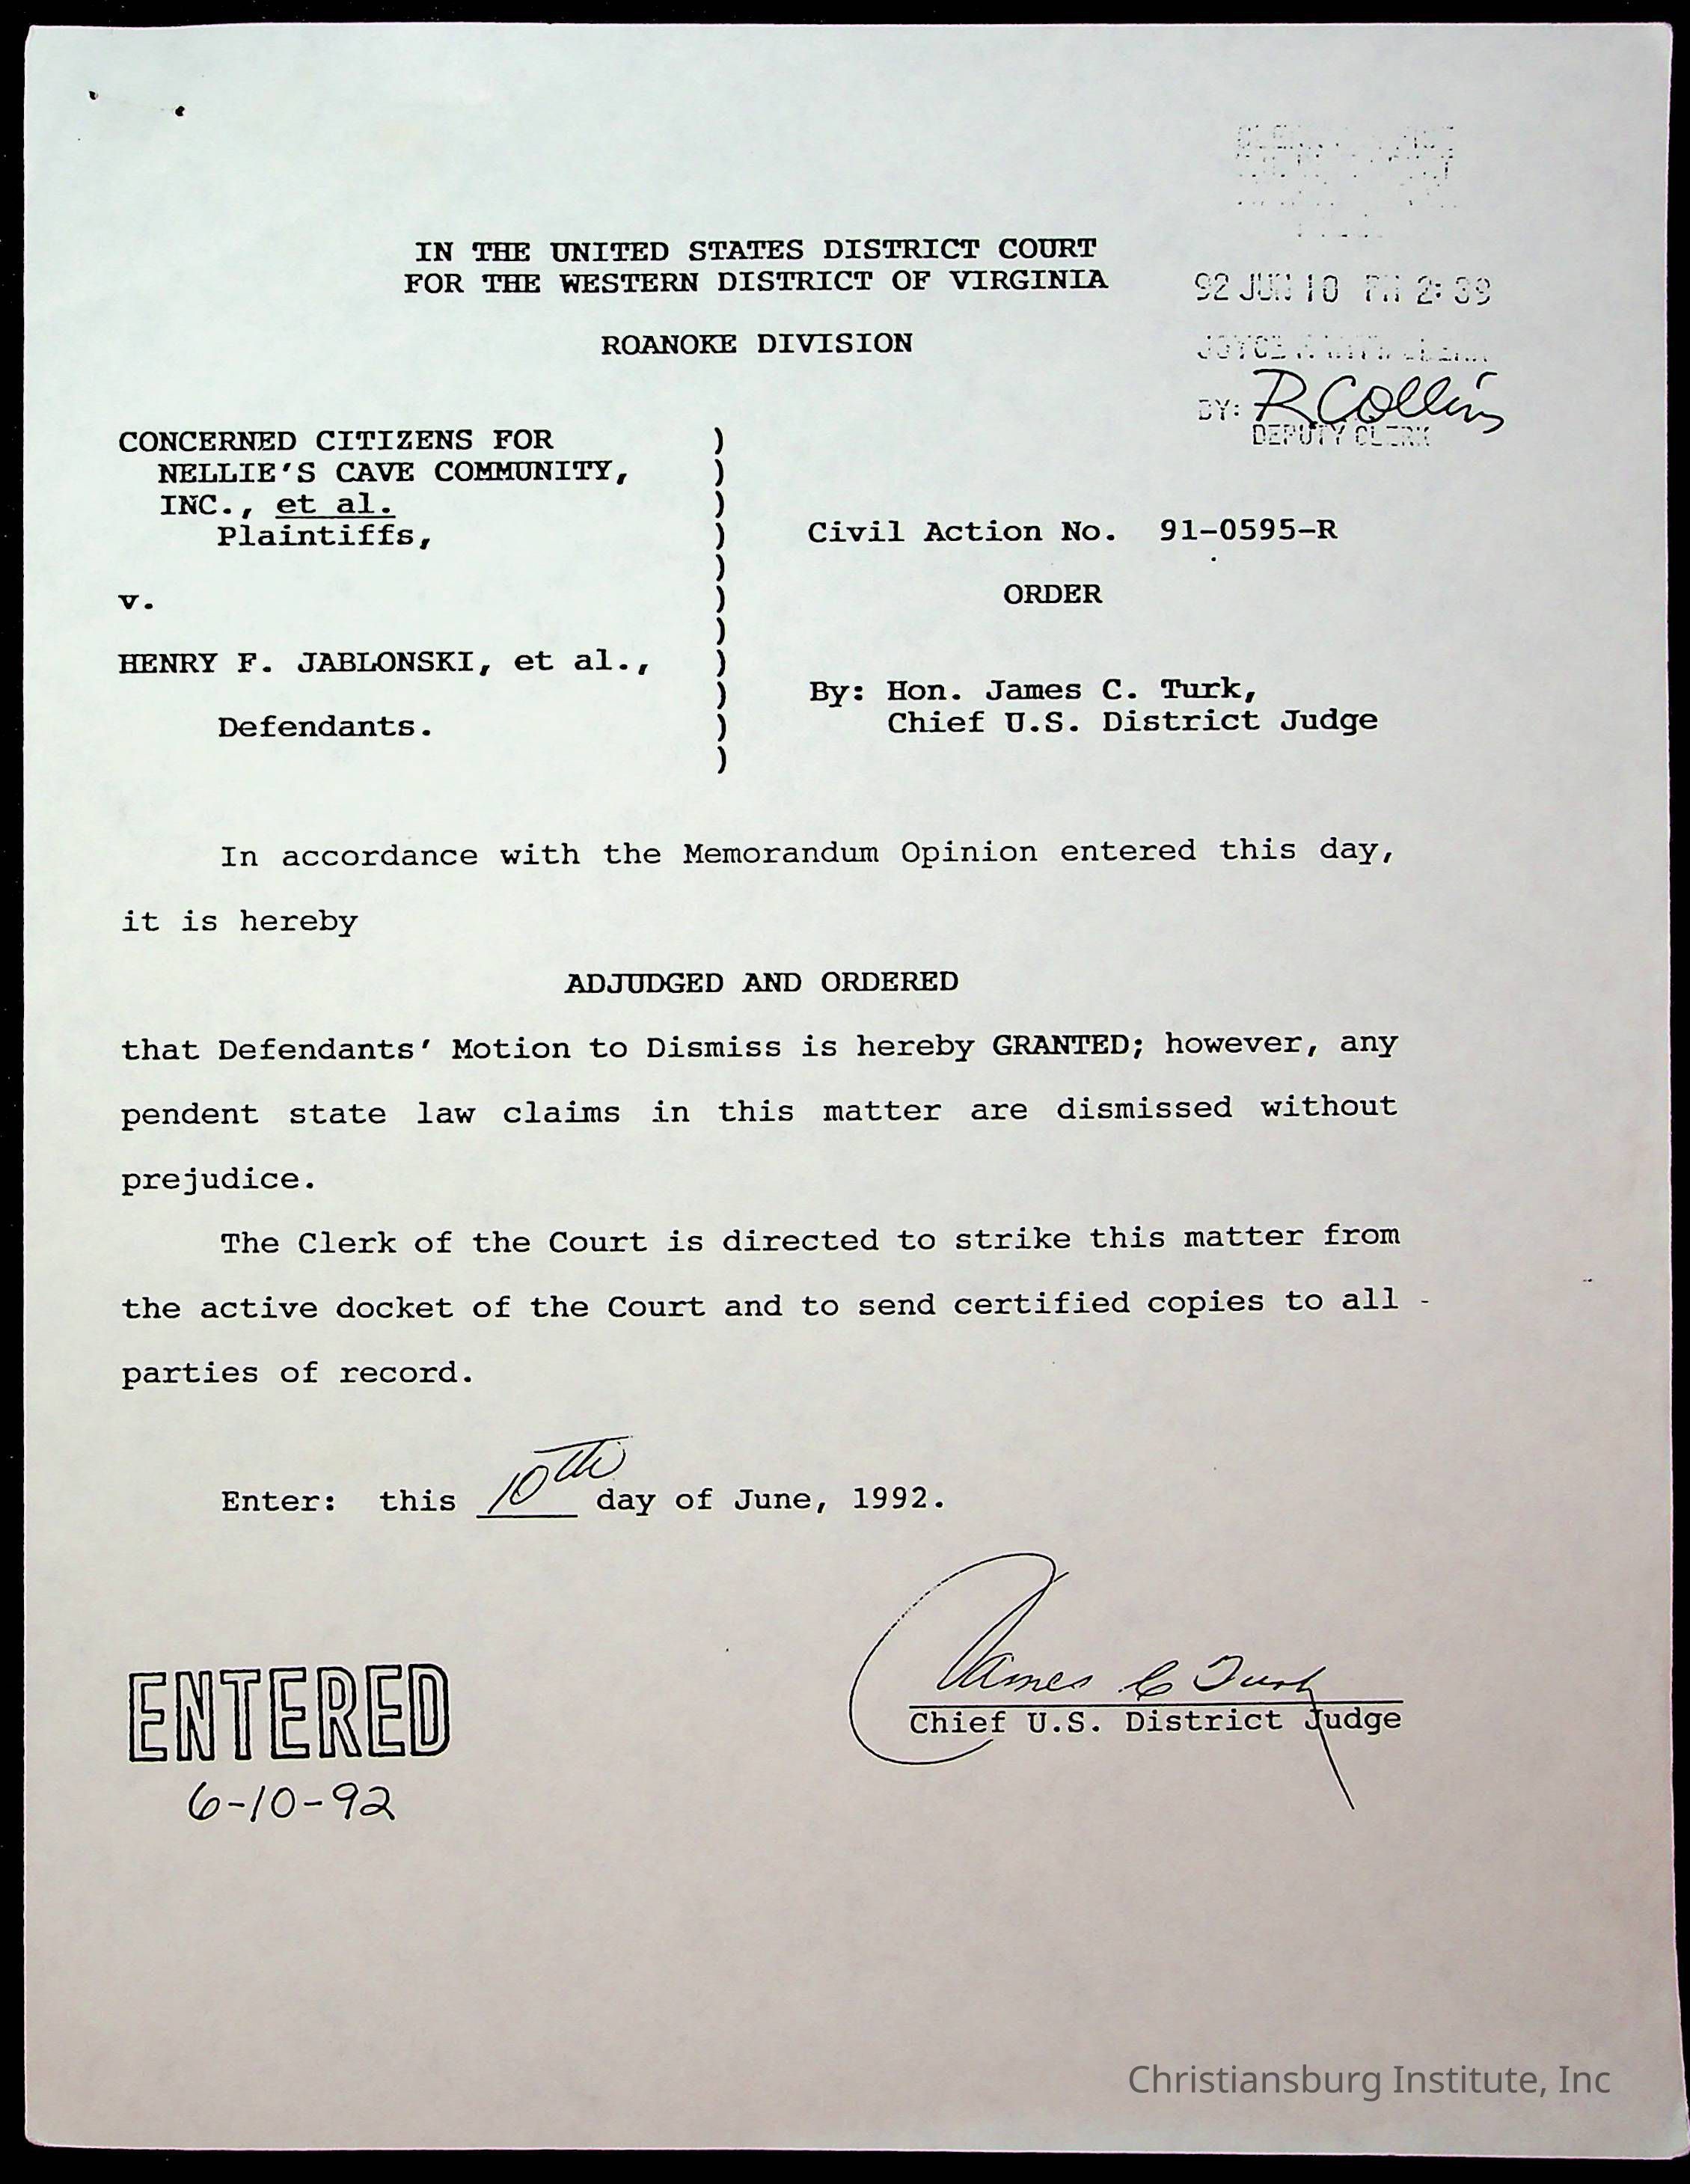 IN THE UNITED STATES DISTRICT COURT
FOR THE WESTERN DISTRICT OF VIRGINIA
ROANOKE DIVISION
92 JUN 10 PM 2:39
JOYCE
BY: R Collins
DEPUTY CLERK
CONCERNED CITIZENS FOR )
NELLIE'S CAVE COMMUNITY, )
INC., et al. )
Plaintiffs, ) Civil Action No. 91-0595-R
)
v. ) ORDER
)
HENRY F. JABLONSKI, et al., )
) By: Hon. James C. Turk,
Defendants. ) Chief U.S. District Judge
)
In accordance with the Memorandum Opinion entered this day,
it is hereby
ADJUDGED AND ORDERED
that Defendants' Motion to Dismiss is hereby GRANTED; however, any
pendent state law claims in this matter are dismissed without
prejudice.
The Clerk of the Court is directed to strike this matter from
the active docket of the Court and to send certified copies to all -
parties of record.
Enter: this 10th day of June, 1992.
James C Turk
Chief U.S. District Judge
ENTERED
6-10-92
Christiansburg Institute, Inc